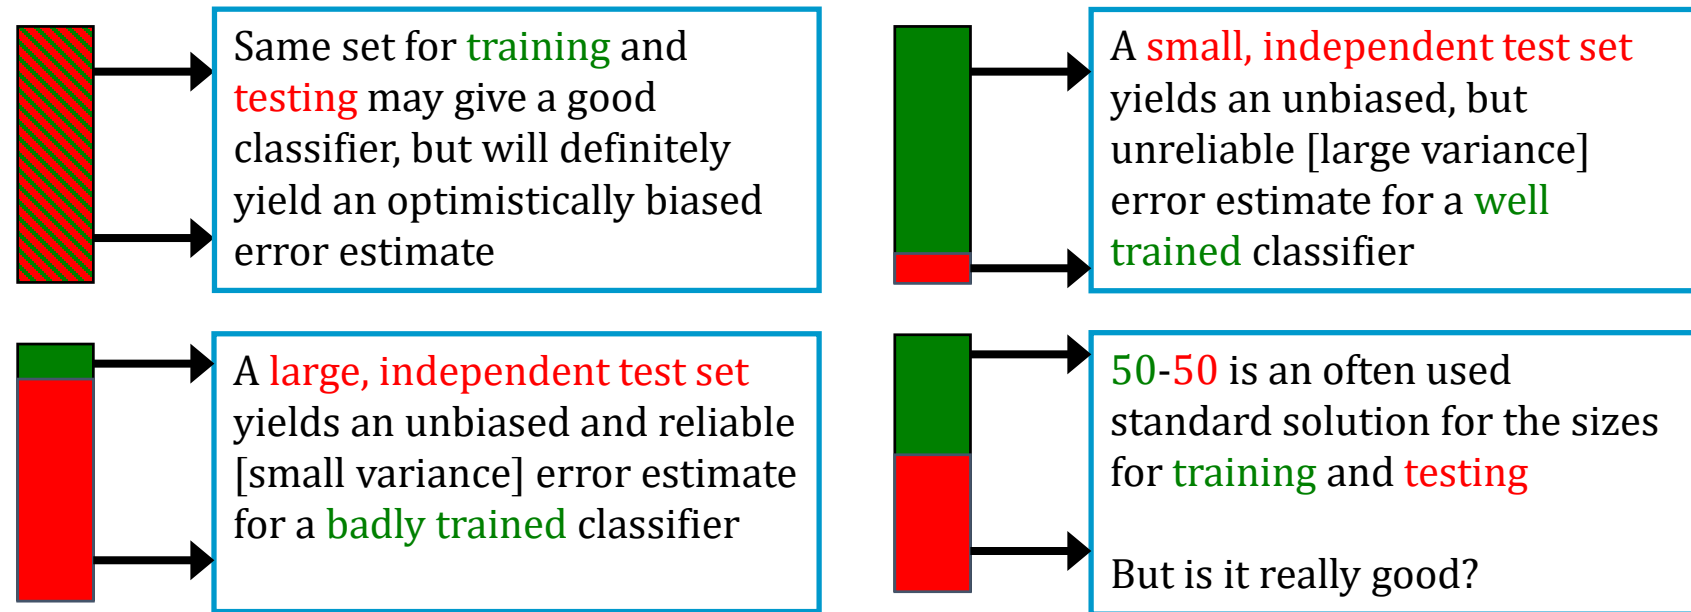 Same set for training and
testing may give a good
classifier, but will definitely
yield an optimistically biased
error estimate
A small, independent test set
yields an unbiased, but
unreliable [large variance]
error estimate for a well
trained classifier
A large, independent test set
yields an unbiased and reliable
[small variance] error estimate
for a badly trained classifier
50-50 is an often used
standard solution for the sizes
for training and testing
But is it really good?